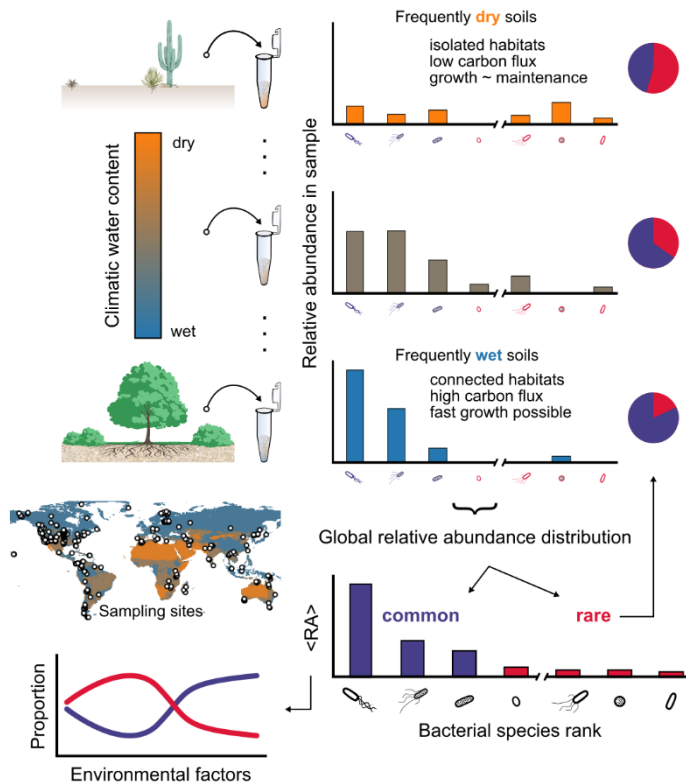 Frequently dry soils
isolated habitats
low carbon flux
growth ~ maintenance
dry
Climatic water content
wet
Relative abundance in sample
Frequently wet soils
connected habitats
high carbon flux
fast growth possible
Global relative abundance distribution
Sampling sites
<RA>
common
rare
Bacterial species rank
Proportion
Environmental factors